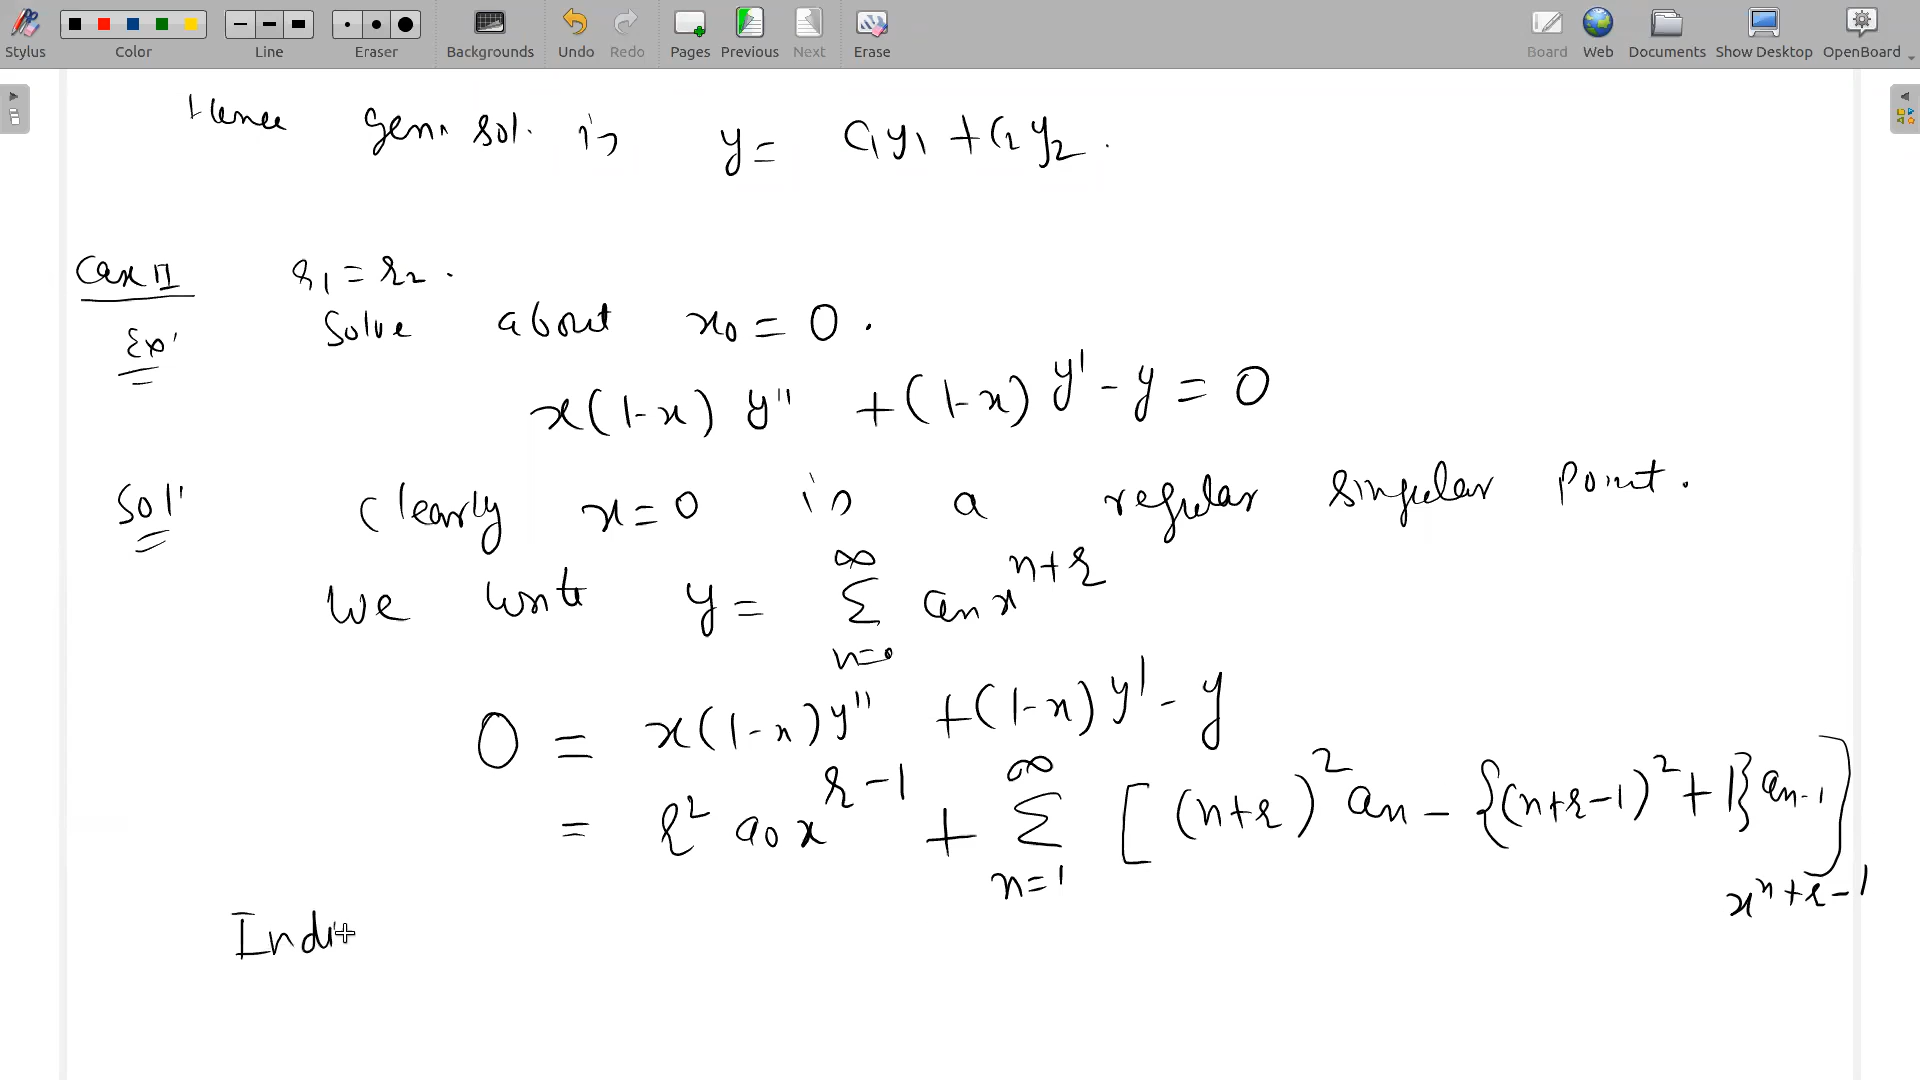 Stylus Color Line Eraser Backgrounds Undo Redo Pages Previous Next Erase Board Web Documents Show Desktop OpenBoard
Hence gen. sol. is y = c₁y₁ + c₂y₂.
Case II r₁ = r₂.
Ex' Solve about x₀ = 0.
x(1-x) y'' + (1-x) y' - y = 0
Sol' Clearly x=0 is a regular singular point.
We write y = ∑_{n=0}^{∞} aₙ x^{n+r}
0 = x(1-x)y'' + (1-x)y' - y
= r² a₀ x^{r-1} + ∑_{n=1}^{∞} [(n+r)² aₙ - {(n+r-1)² + 1} aₙ₋₁] x^{n+r-1}
Indi